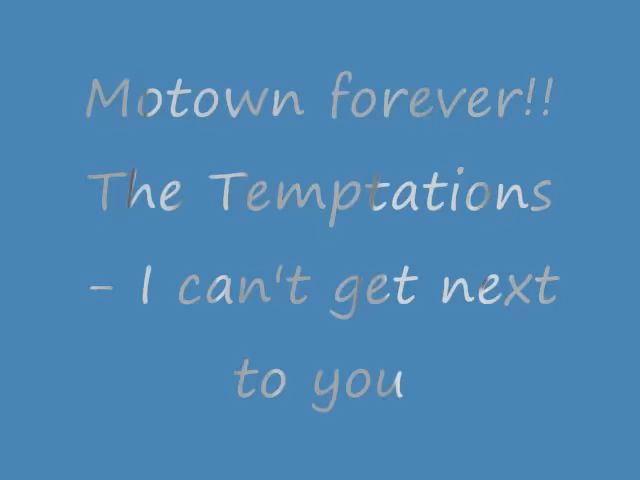 Motown forever!!
The Temptations
- I can't get next
to you